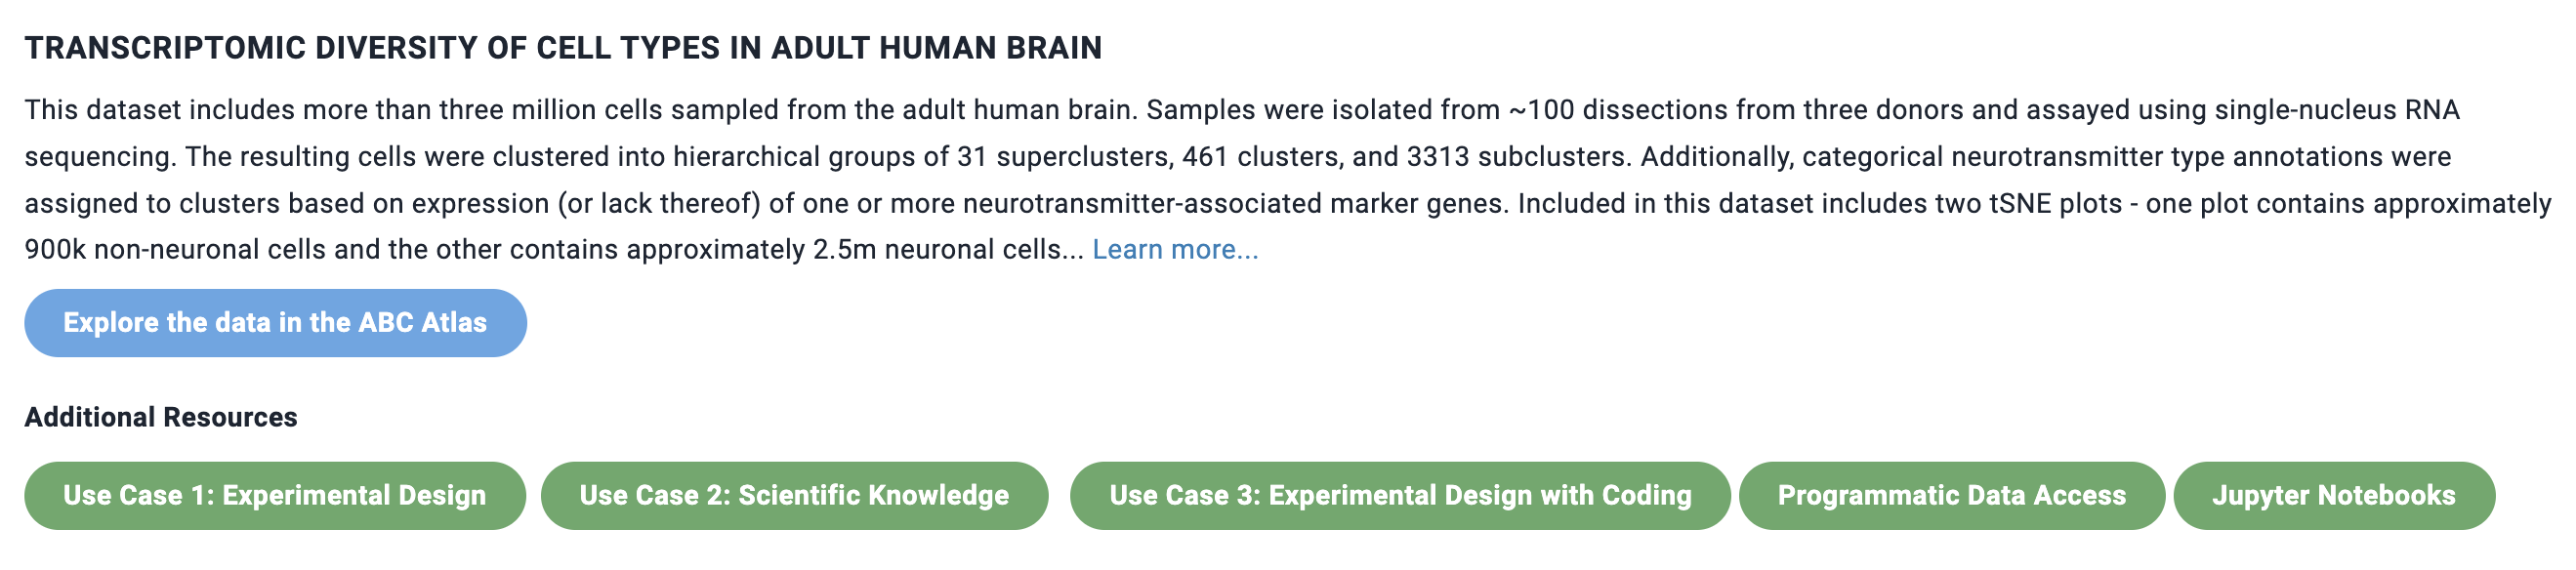 TRANSCRIPTOMIC DIVERSITY OF CELL TYPES IN ADULT HUMAN BRAIN
This dataset includes more than three million cells sampled from the adult human brain. Samples were isolated from ~100 dissections from three donors and assayed using single-nucleus RNA
sequencing. The resulting cells were clustered into hierarchical groups of 31 superclusters, 461 clusters, and 3313 subclusters. Additionally, categorical neurotransmitter type annotations were
assigned to clusters based on expression (or lack thereof) of one or more neurotransmitter-associated marker genes. Included in this dataset includes two tSNE plots - one plot contains approximately
900k non-neuronal cells and the other contains approximately 2.5m neuronal cells... Learn more...
Explore the data in the ABC Atlas
Additional Resources
Use Case 1: Experimental Design Use Case 2: Scientific Knowledge Use Case 3: Experimental Design with Coding Programmatic Data Access Jupyter Notebooks